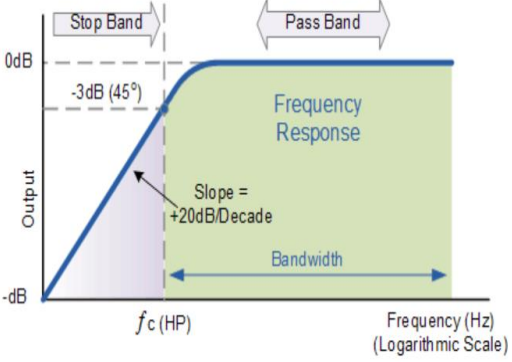 Stop Band
Pass Band
0dB
-3dB (45°)
Frequency
Response
Slope =
+20dB/Decade
Output
Bandwidth
-dB
fc (HP)
Frequency (Hz)
(Logarithmic Scale)